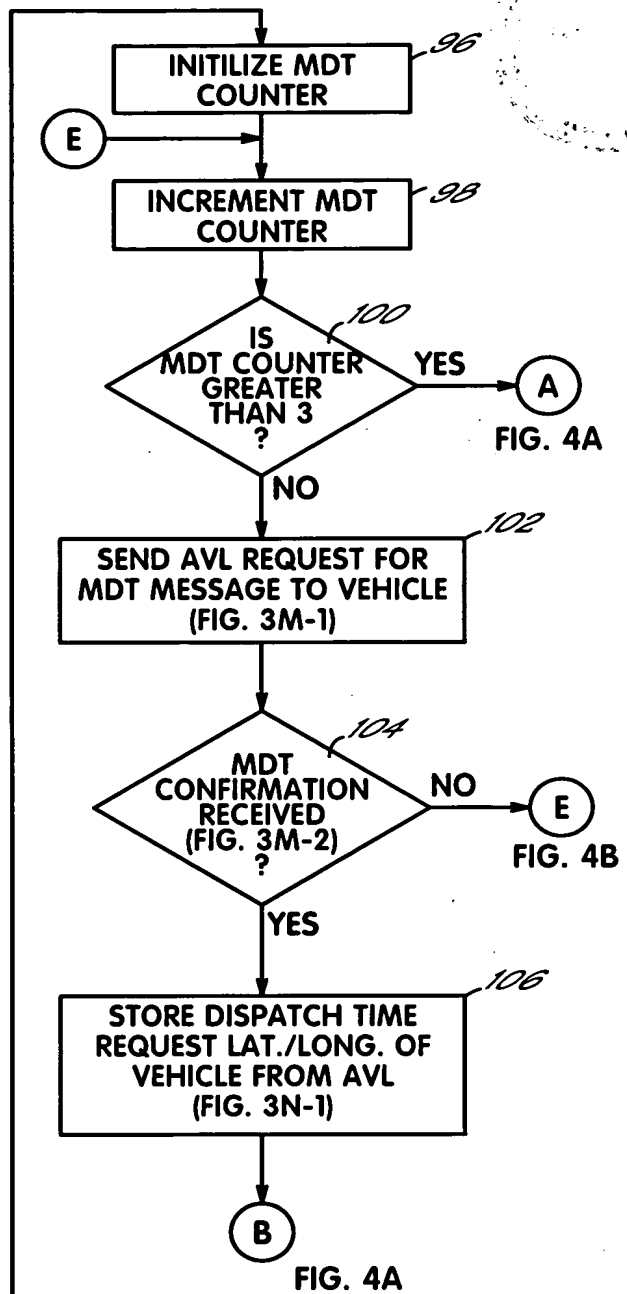 96
INITILIZE MDT
COUNTER
E
98
INCREMENT MDT
COUNTER
100
IS
MDT COUNTER
GREATER
THAN 3
?
YES
A
FIG. 4A
NO
102
SEND AVL REQUEST FOR
MDT MESSAGE TO VEHICLE
(FIG. 3M-1)
104
MDT
CONFIRMATION
RECEIVED
(FIG. 3M-2)
?
NO
E
FIG. 4B
YES
106
STORE DISPATCH TIME
REQUEST LAT./LONG. OF
VEHICLE FROM AVL
(FIG. 3N-1)
B
FIG. 4A